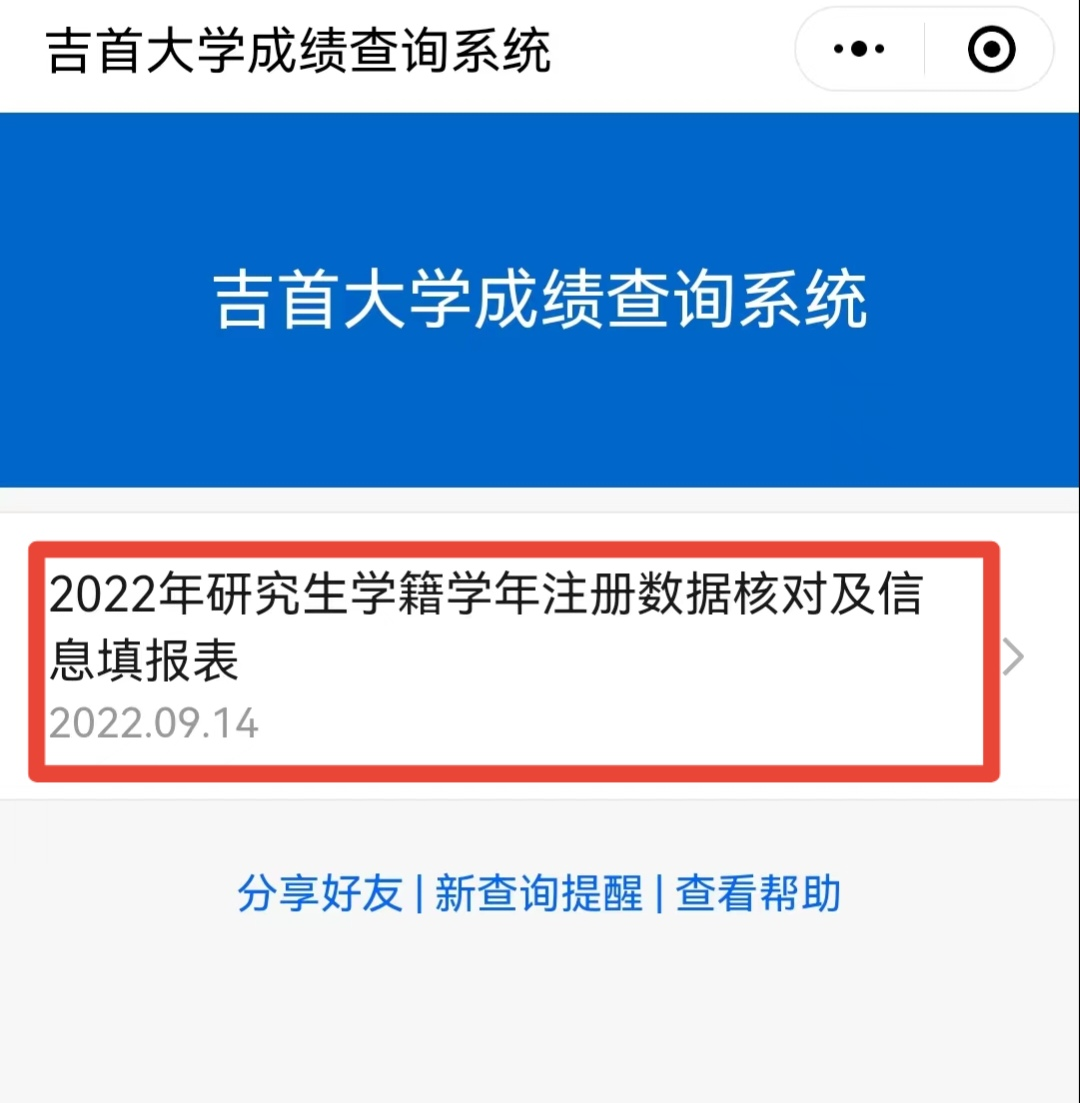 吉首大学成绩查询系统
吉首大学成绩查询系统
2022年研究生学籍学年注册数据核对及信
息填报表
2022.09.14
分享好友 | 新查询提醒 | 查看帮助